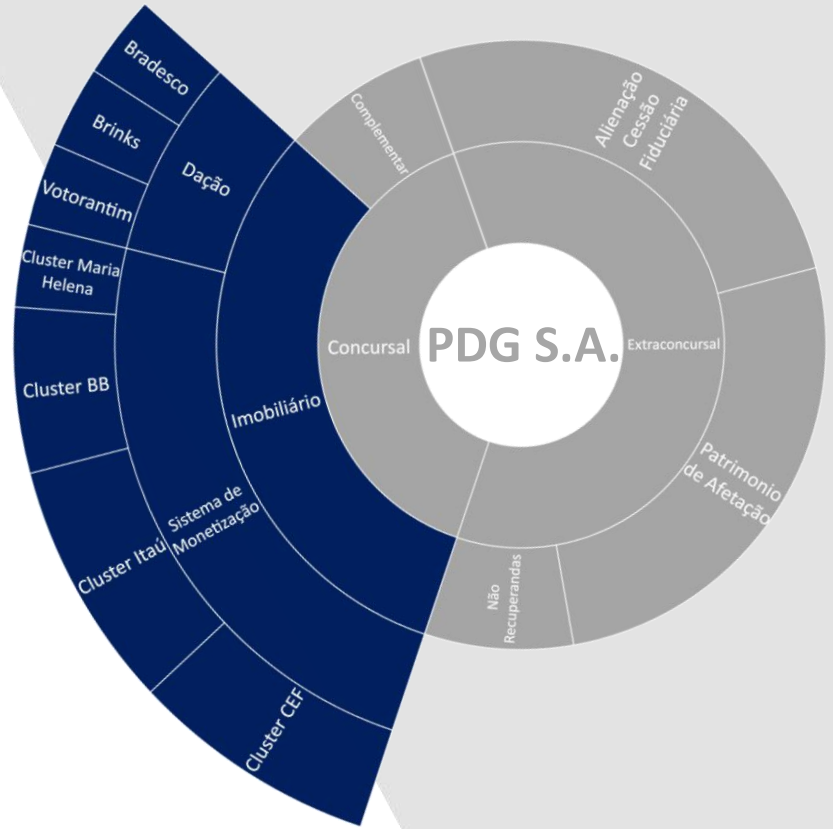 Bradesco
Brinks
Votorantim
Cluster Maria
Helena
Cluster BB
Cluster Itaú
Cluster CEF
Dação
Sistema de
Monetização
Imobiliário
Complementar
Concursal
PDG S.A.
Extraconcursal
Alienação
Cessão
Fiduciária
Patrimonio
de Afetação
Não
Recuperandas